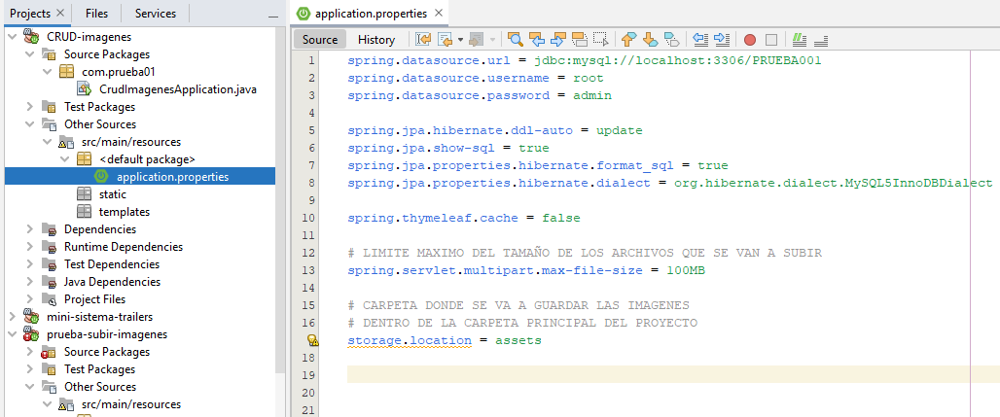 Projects
Files
Services
CRUD-imagenes
Source Packages
com.prueba01
CrudImagenesApplication.java
Test Packages
Other Sources
src/main/resources
<default package>
application.properties
static
templates
Dependencies
Runtime Dependencies
Test Dependencies
Java Dependencies
Project Files
mini-sistema-trailers
prueba-subir-imagenes
Source Packages
Test Packages
Other Sources
src/main/resources
application.properties
Source
History
1 spring.datasource.url = jdbc:mysql://localhost:3306/PRUEBA001
2 spring.datasource.username = root
3 spring.datasource.password = admin
4
5 spring.jpa.hibernate.ddl-auto = update
6 spring.jpa.show-sql = true
7 spring.jpa.properties.hibernate.format_sql = true
8 spring.jpa.properties.hibernate.dialect = org.hibernate.dialect.MySQL5InnoDBDialect
9
10 spring.thymeleaf.cache = false
11
12 # LIMITE MAXIMO DEL TAMAÑO DE LOS ARCHIVOS QUE SE VAN A SUBIR
13 spring.servlet.multipart.max-file-size = 100MB
14
15 # CARPETA DONDE SE VA A GUARDAR LAS IMAGENES
16 # DENTRO DE LA CARPETA PRINCIPAL DEL PROYECTO
storage.location = assets
18
19
20
21